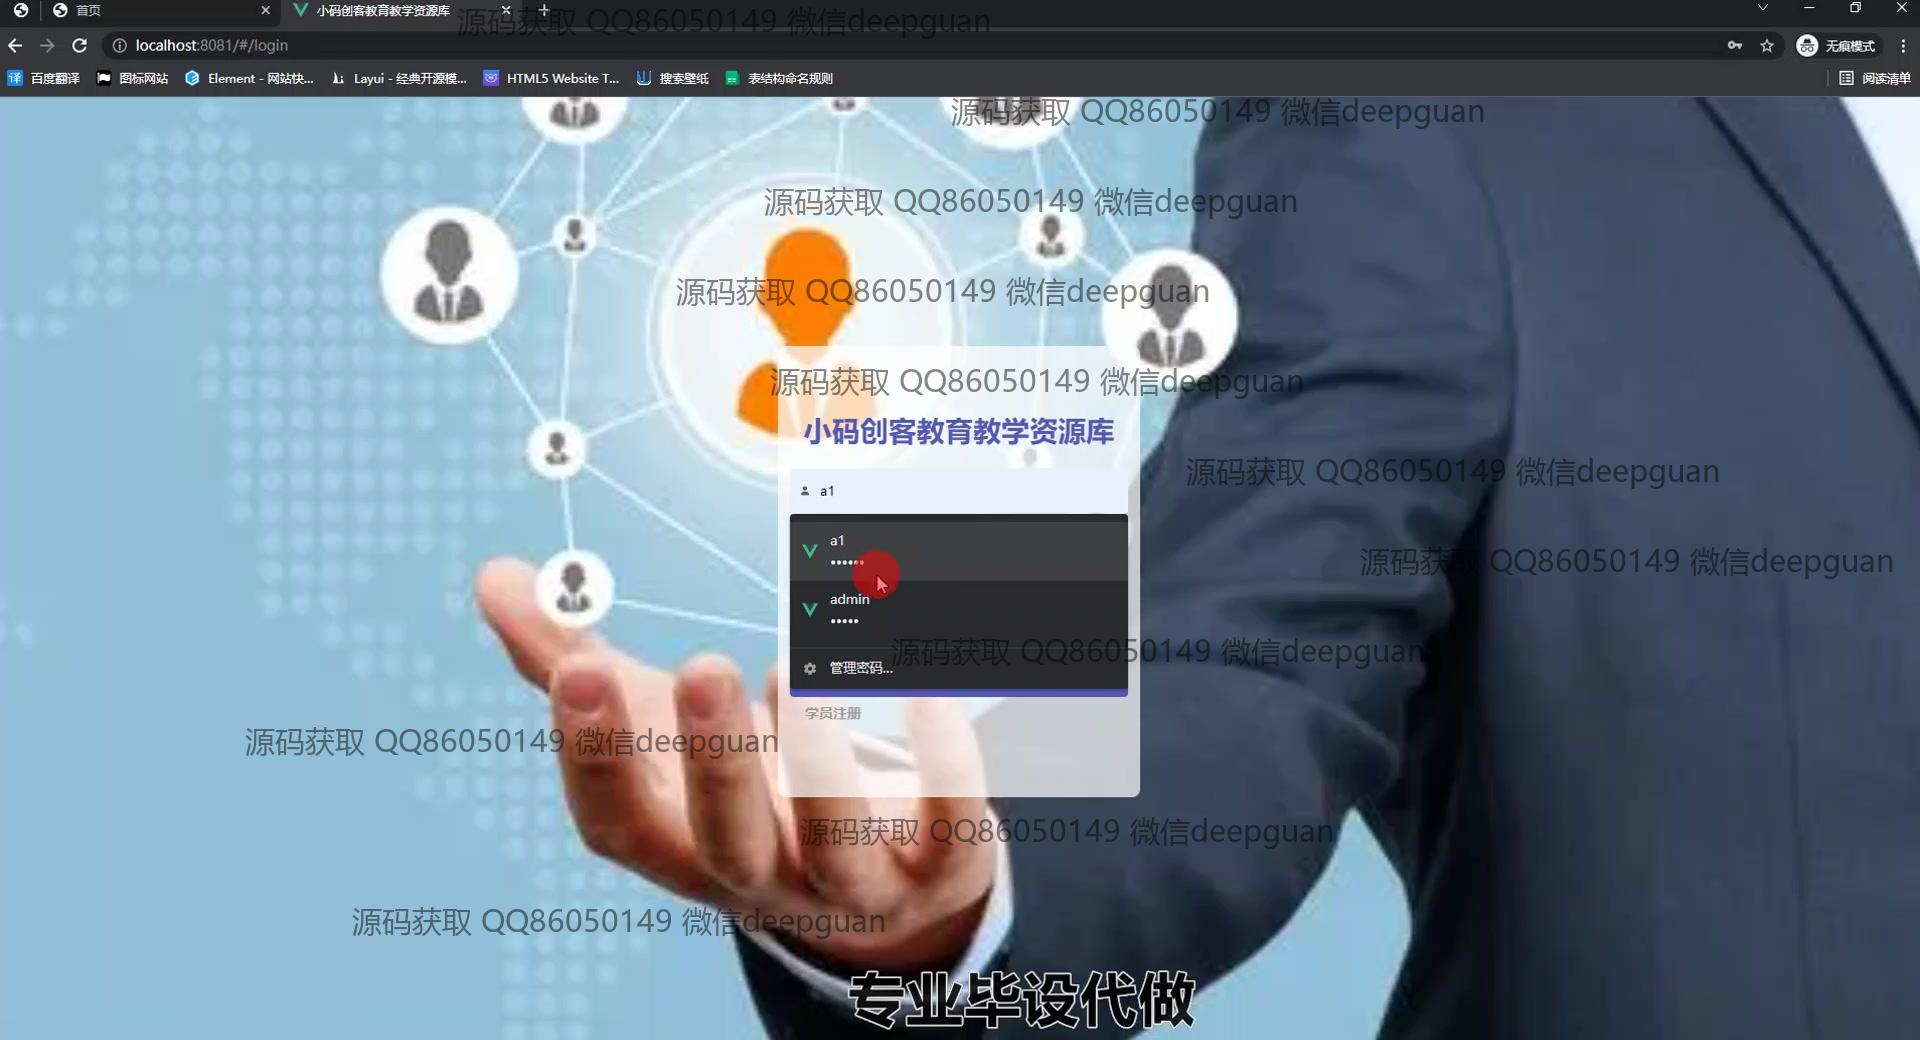 首页
小码创客教育教学资源库
源码获取 QQ86050149 微信deepguan
localhost:8081/#/login
无痕模式
百度翻译
图标网站
Element - 网站快...
Layui - 经典开源模...
HTML5 Website T...
搜索壁纸
表结构命名规则
阅读清单
源码获取 QQ86050149 微信deepguan
源码获取 QQ86050149 微信deepguan
源码获取 QQ86050149 微信deepguan
源码获取 QQ86050149 微信deepguan
小码创客教育教学资源库
源码获取 QQ86050149 微信deepguan
a1
a1
••••••
源码获取 QQ86050149 微信deepguan
admin
•••••
源码获取 QQ86050149 微信deepguan
管理密码...
学员注册
源码获取 QQ86050149 微信deepguan
源码获取 QQ86050149 微信deepguan
源码获取 QQ86050149 微信deepguan
专业毕设代做